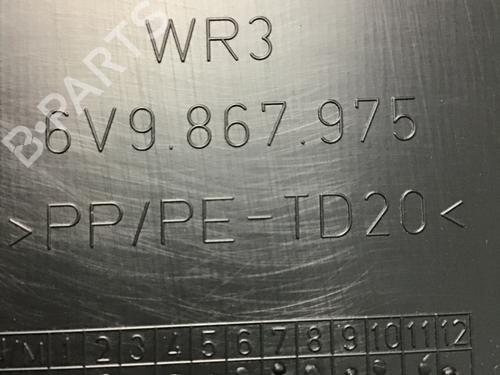 WR3
6V9.867.975
>PP/PE-TD20<
1 2 3 4 5 6 7 8 9 10 11 12
B-PARTS